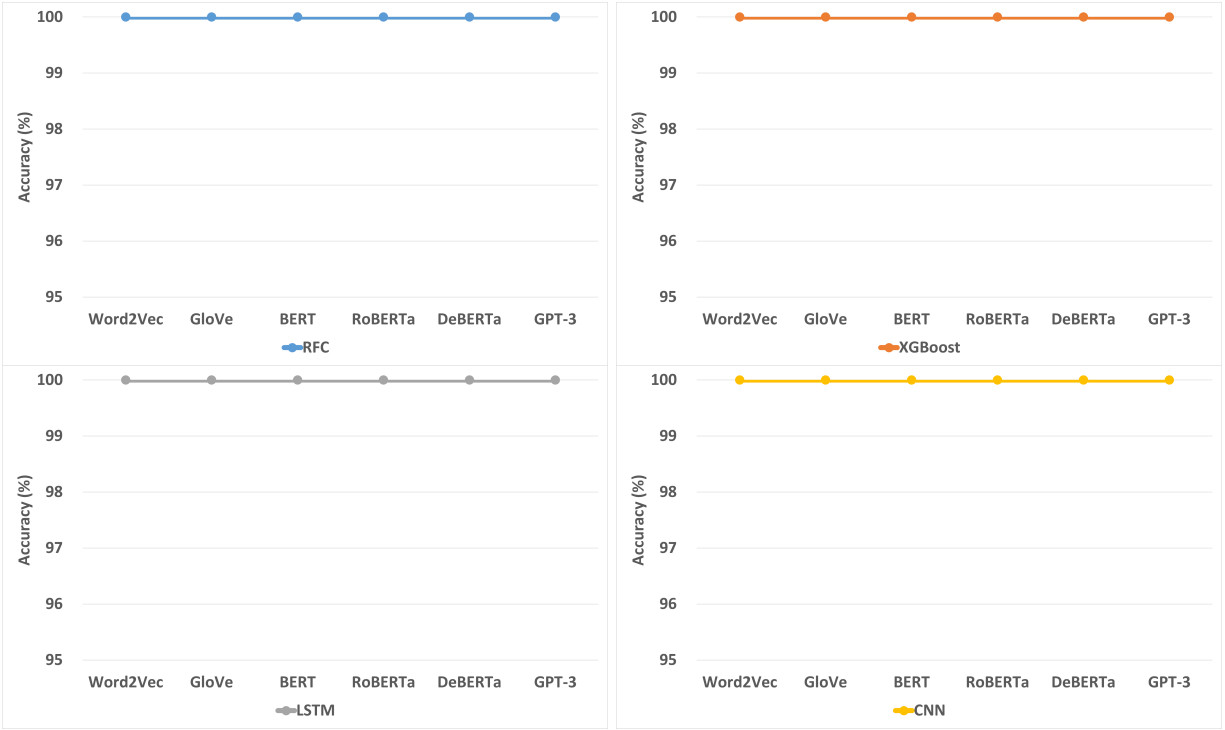 100
99
98
97
96
95
Accuracy (%)
Word2Vec GloVe BERT RoBERTa DeBERTa GPT-3
RFC
100
99
98
97
96
95
Accuracy (%)
Word2Vec GloVe BERT RoBERTa DeBERTa GPT-3
XGBoost
100
99
98
97
96
95
Accuracy (%)
Word2Vec GloVe BERT RoBERTa DeBERTa GPT-3
LSTM
100
99
98
97
96
95
Accuracy (%)
Word2Vec GloVe BERT RoBERTa DeBERTa GPT-3
CNN